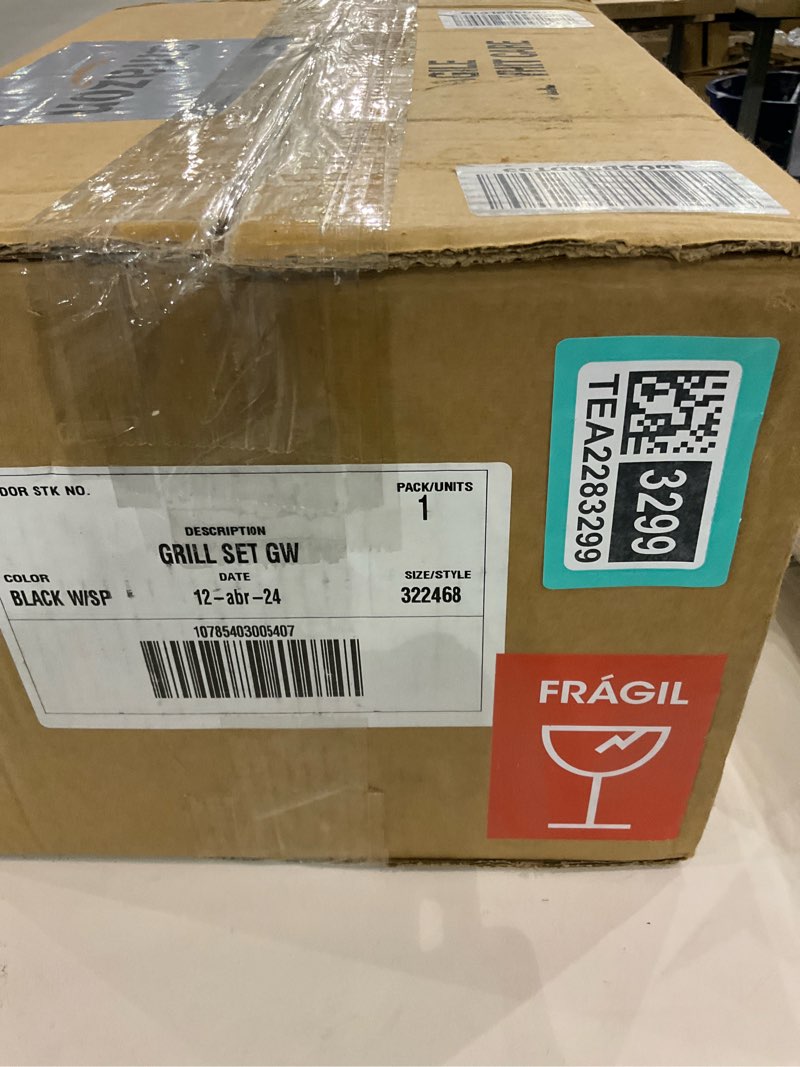 DOR STK NO.
PACK/UNITS
1
DESCRIPTION
GRILL SET GW
COLOR
DATE
SIZE/STYLE
BLACK W/SP
12-abr-24
322468
10785403005407
TEA2283299
3299
FRÁGIL